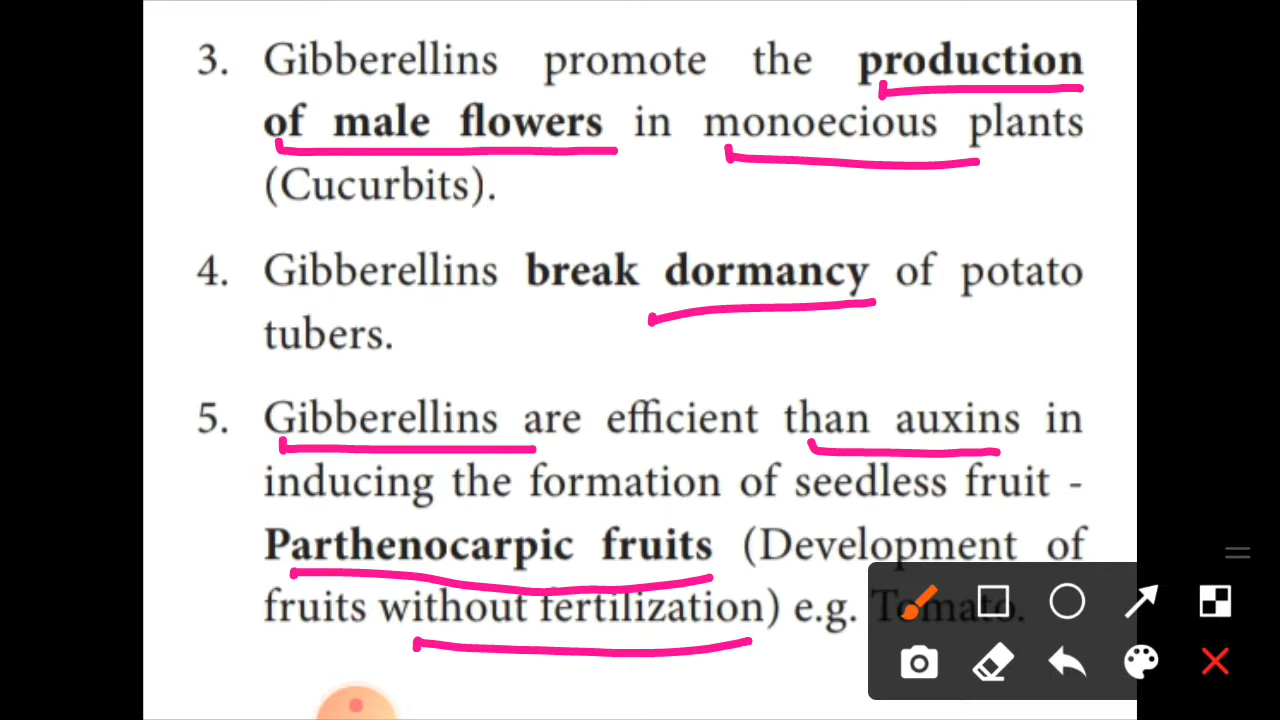 3. Gibberellins promote the production
of male flowers in monoecious plants
(Cucurbits).
4. Gibberellins break dormancy of potato
tubers.
5. Gibberellins are efficient than auxins in
inducing the formation of seedless fruit -
Parthenocarpic fruits (Development of
fruits without fertilization) e.g. Tomato.